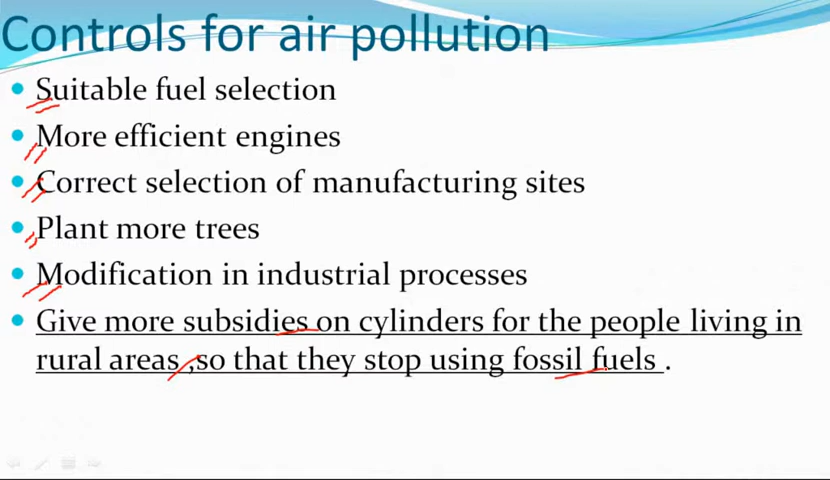 Controls for air pollution
• Suitable fuel selection
• More efficient engines
• Correct selection of manufacturing sites
• Plant more trees
• Modification in industrial processes
• Give more subsidies on cylinders for the people living in
rural areas ,so that they stop using fossil fuels .